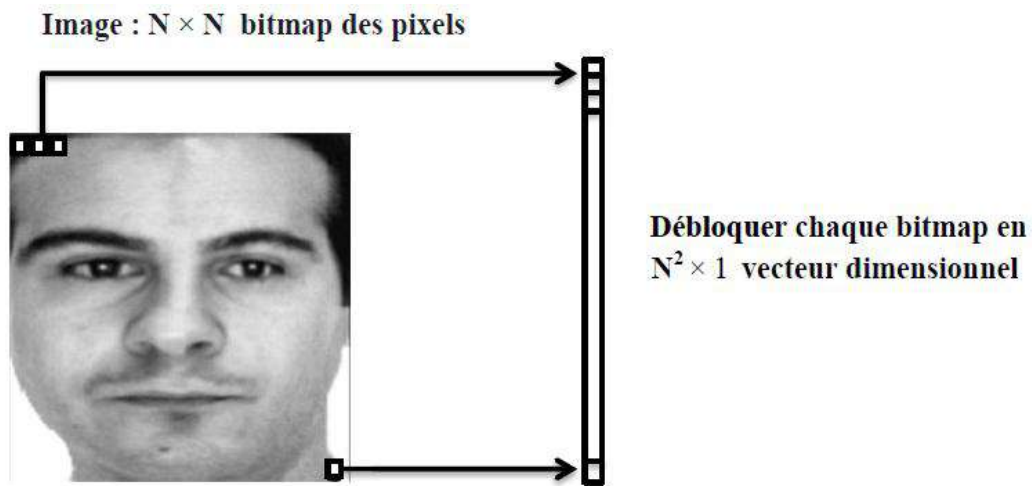 Image : N × N bitmap des pixels
Débloquer chaque bitmap en
N² × 1 vecteur dimensionnel